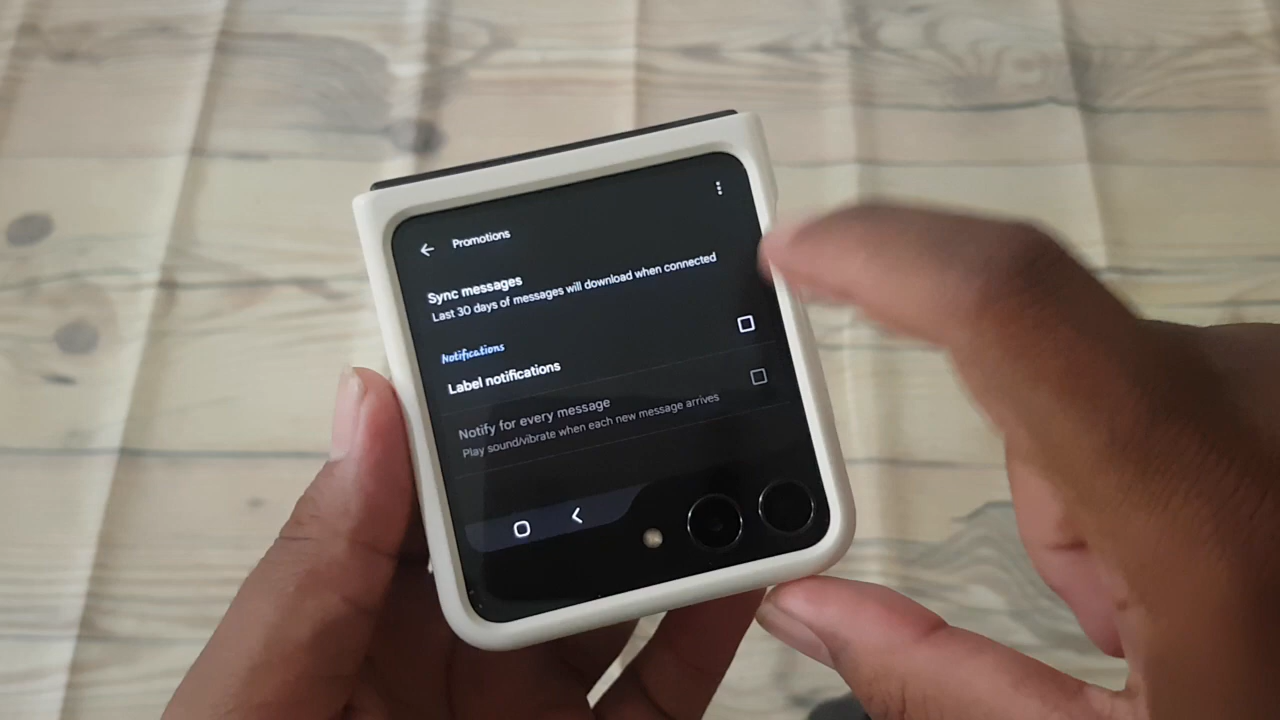 Promotions
Sync messages
Last 30 days of messages will download when connected
Notifications
Label notifications
Notify for every message
Play sound/vibrate when each new message arrives